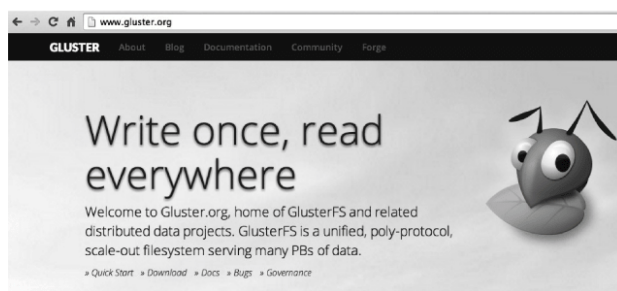 www.gluster.org
GLUSTER About Blog Documentation Community Forge
Write once, read
everywhere
Welcome to Gluster.org, home of GlusterFS and related
distributed data projects. GlusterFS is a unified, poly-protocol,
scale-out filesystem serving many PBs of data.
» Quick Start » Download » Docs » Bugs » Governance